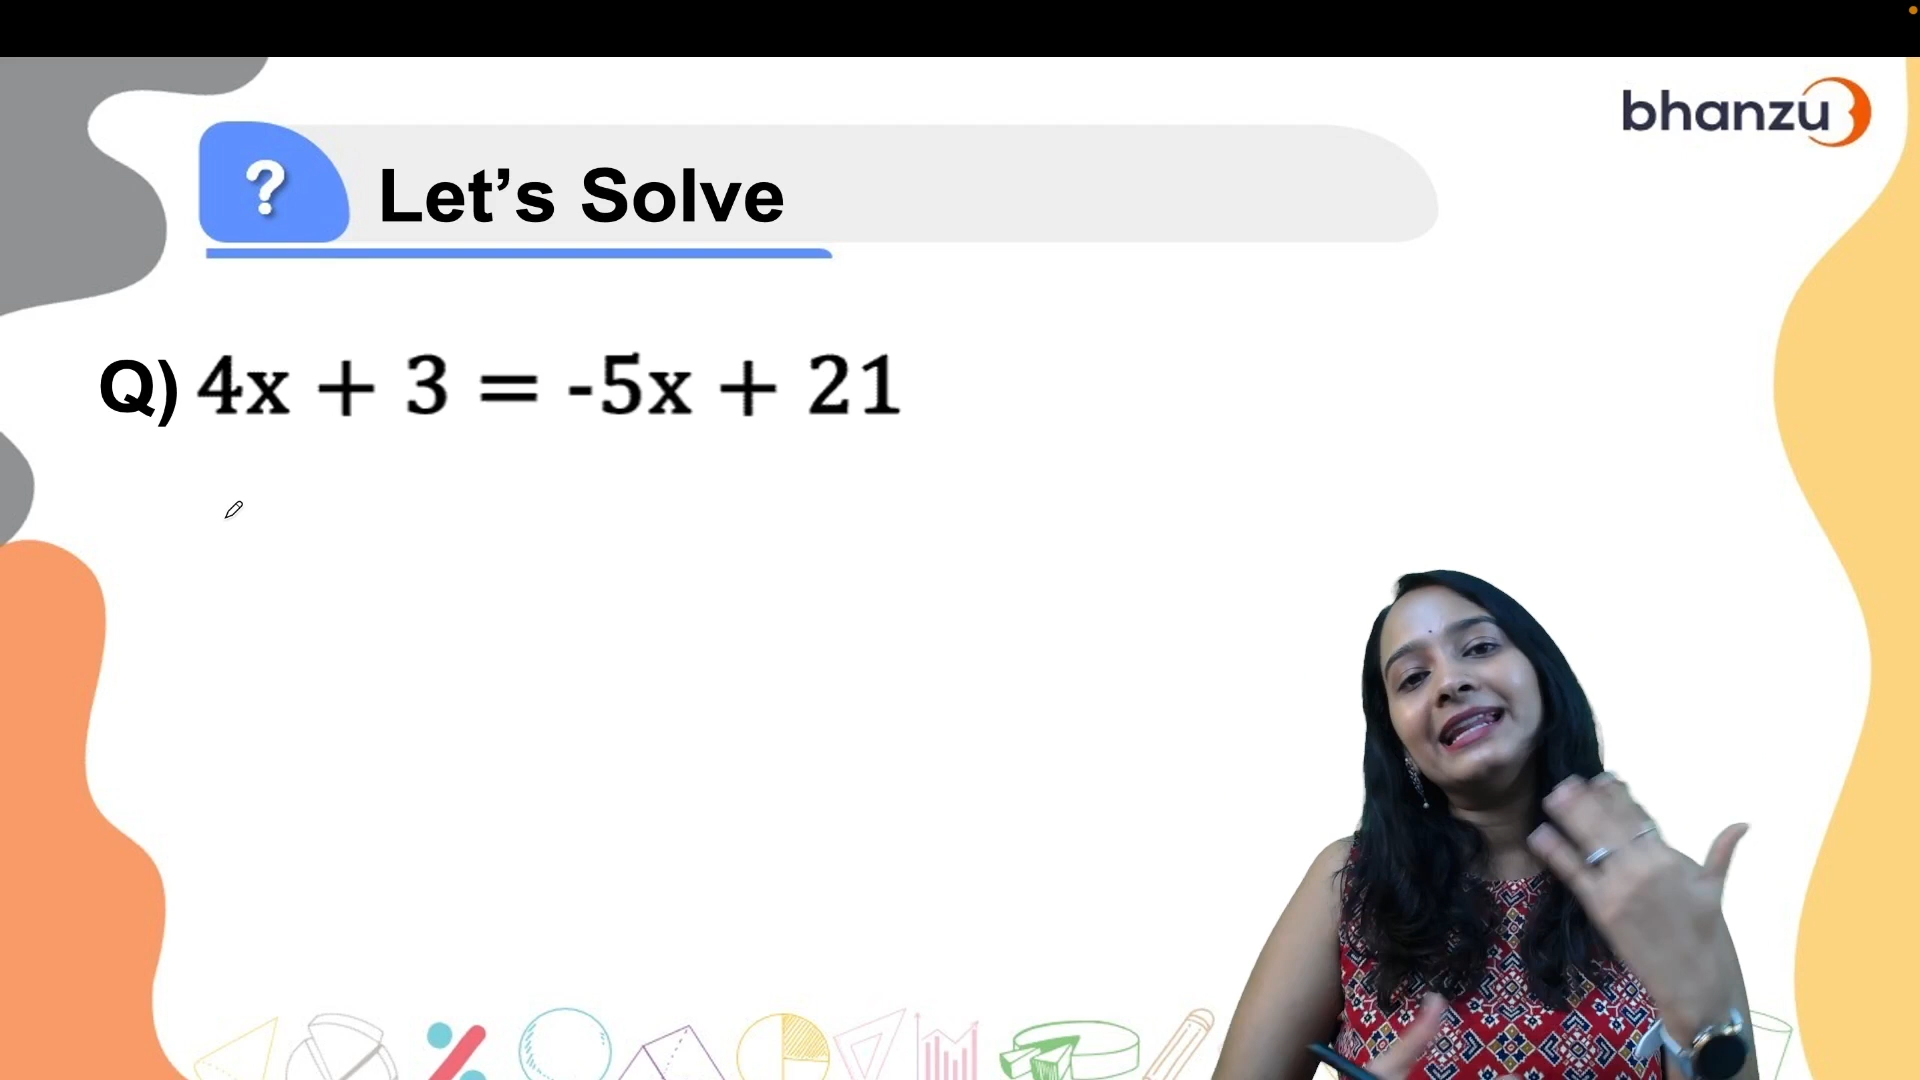 bhanzu
? Let’s Solve
Q) 4x + 3 = -5x + 21